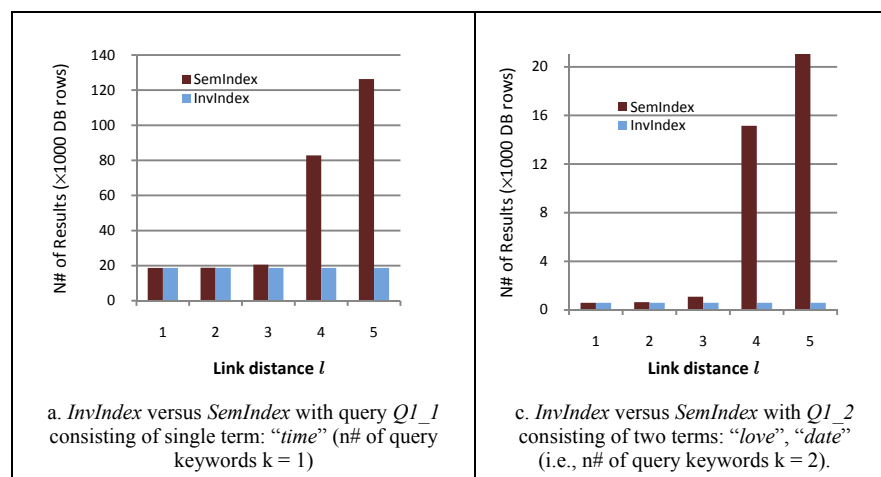 N# of Results (×1000 DB rows)
140
120
100
80
60
40
20
0
SemIndex
InvIndex
1 2 3 4 5
Link distance l
a. InvIndex versus SemIndex with query Q1_1
consisting of single term: “time” (n# of query
keywords k = 1)
N# of Results (×1000 DB rows)
20
16
12
8
4
0
SemIndex
InvIndex
1 2 3 4 5
Link distance l
c. InvIndex versus SemIndex with Q1_2
consisting of two terms: “love”, “date”
(i.e., n# of query keywords k = 2).